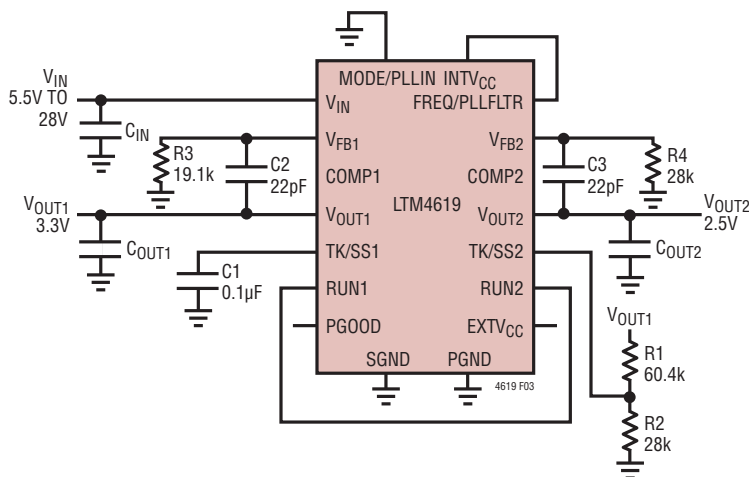 MODE/PLLIN INTVCC
VIN
5.5V TO
28V
CIN
VIN
FREQ/PLLFLTR
R3
19.1k
C2
22pF
VFB1
VFB2
C3
22pF
R4
28k
COMP1
COMP2
LTM4619
VOUT1
3.3V
VOUT1
VOUT2
VOUT2
2.5V
COUT1
COUT2
TK/SS1
TK/SS2
C1
0.1µF
RUN1
RUN2
PGOOD
EXTVCC
VOUT1
R1
60.4k
SGND
PGND
4619 F03
R2
28k